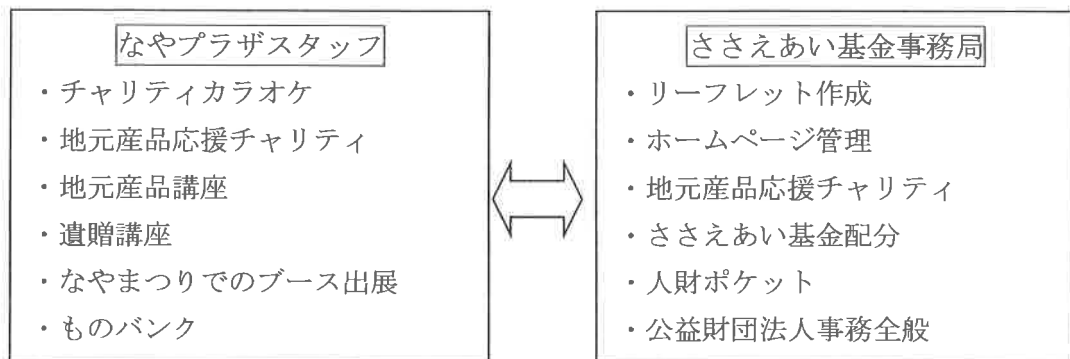 なやプラザスタッフ
・チャリティカラオケ
・地元産品応援チャリティ
・地元産品講座
・遺贈講座
・なやまつりでのブース出展
・ものバンク
ささえあい基金事務局
・リーフレット作成
・ホームページ管理
・地元産品応援チャリティ
・ささえあい基金配分
・人財ポケット
・公益財団法人事務全般